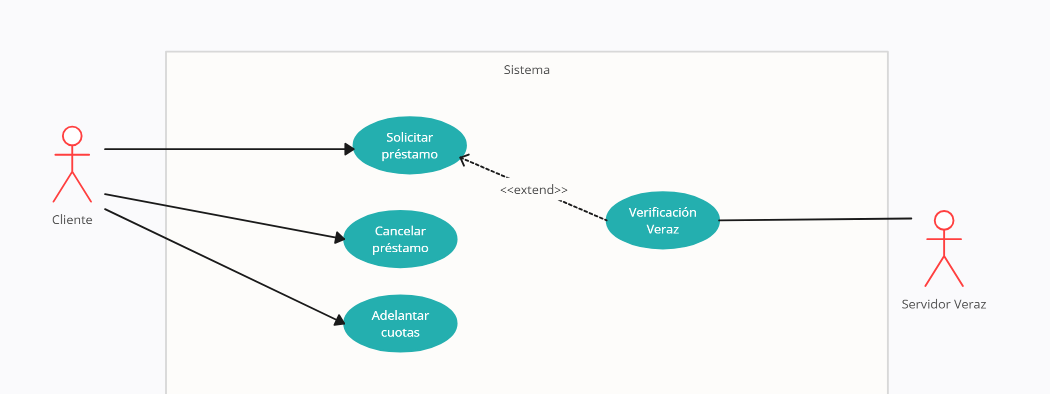 Sistema
Solicitar
préstamo
<<extend>>
Cliente
Verificación
Veraz
Cancelar
préstamo
Servidor Veraz
Adelantar
cuotas